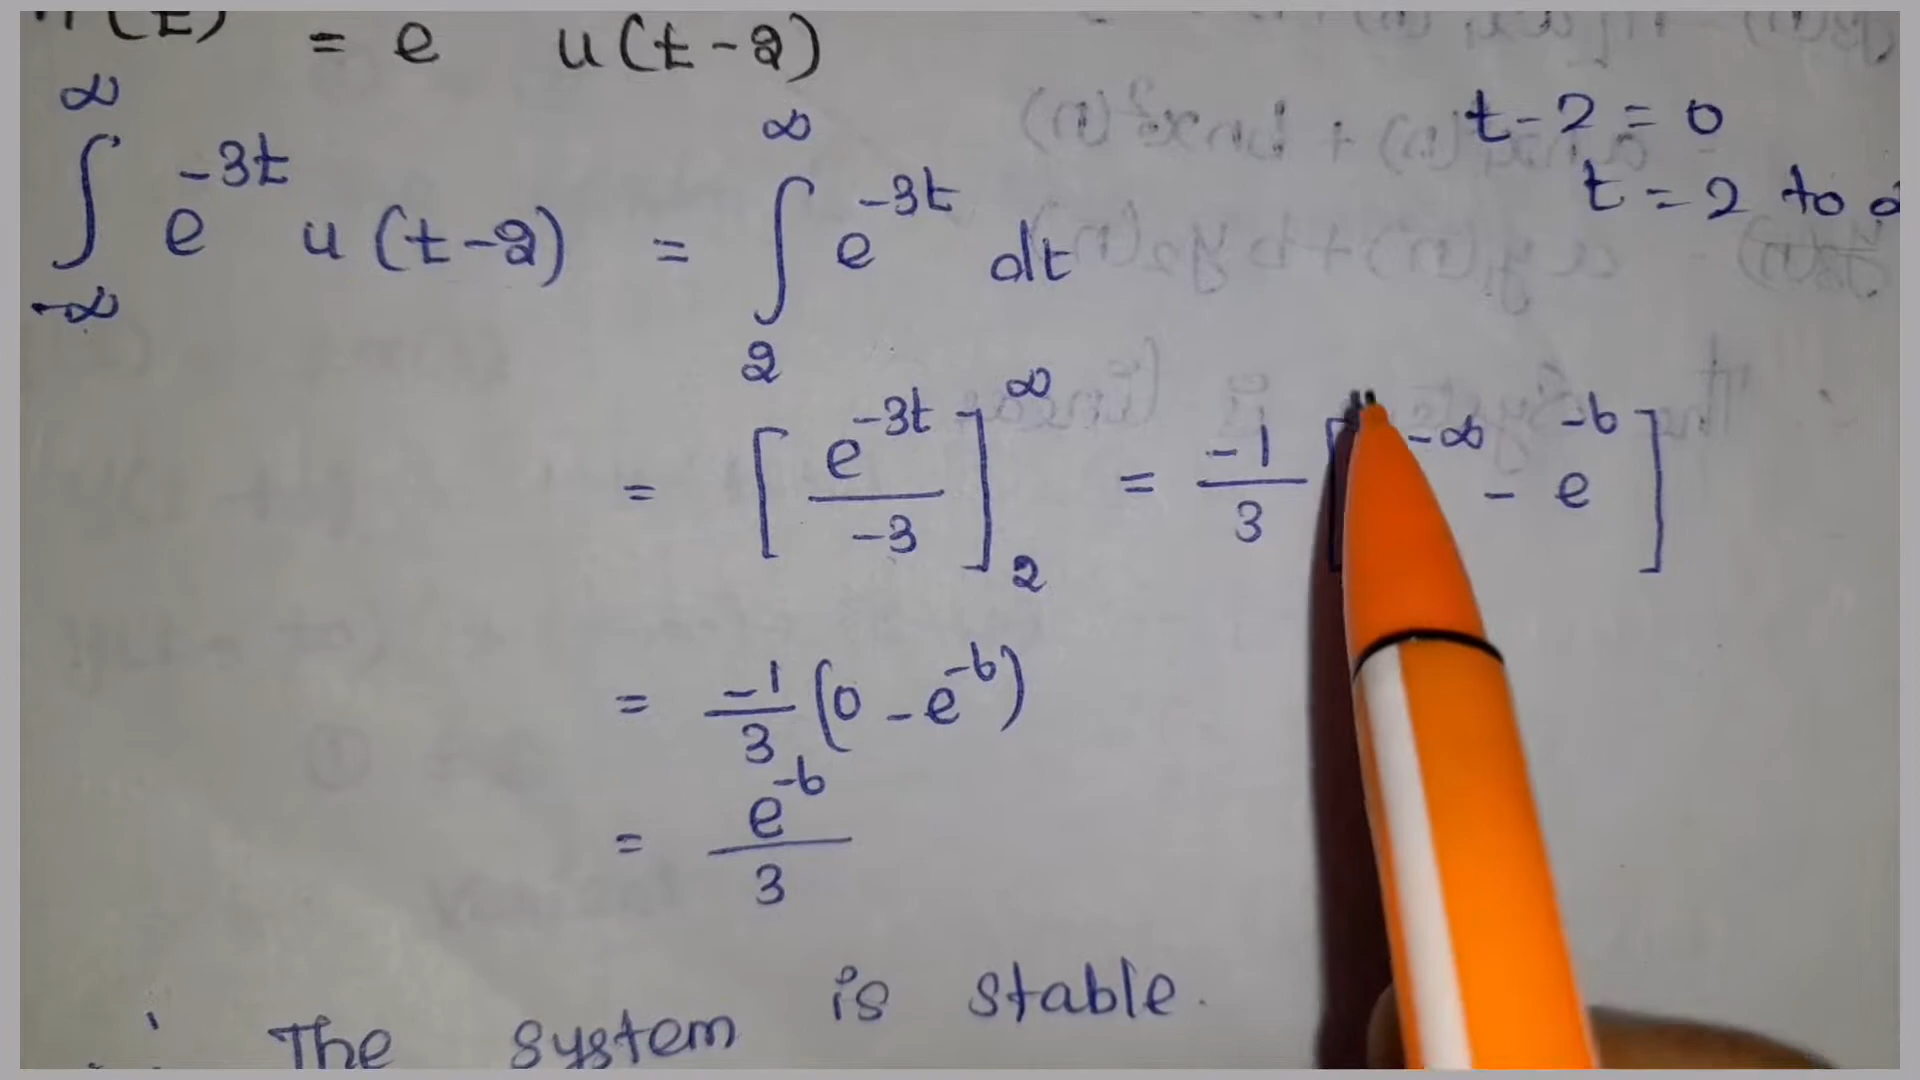 = e u(t-2)
∫_{-∞}^{∞} e^{-3t} u(t-2) = ∫_{2}^{∞} e^{-3t} dt
t-2=0
t=2 to
= [e^{-3t}/-3]_{2}^{∞} = -1/3 [ ^{-∞} - e^{-6}]
= -1/3 (0 - e^{-6})
= e^{-6}/3
∴ The system is stable.